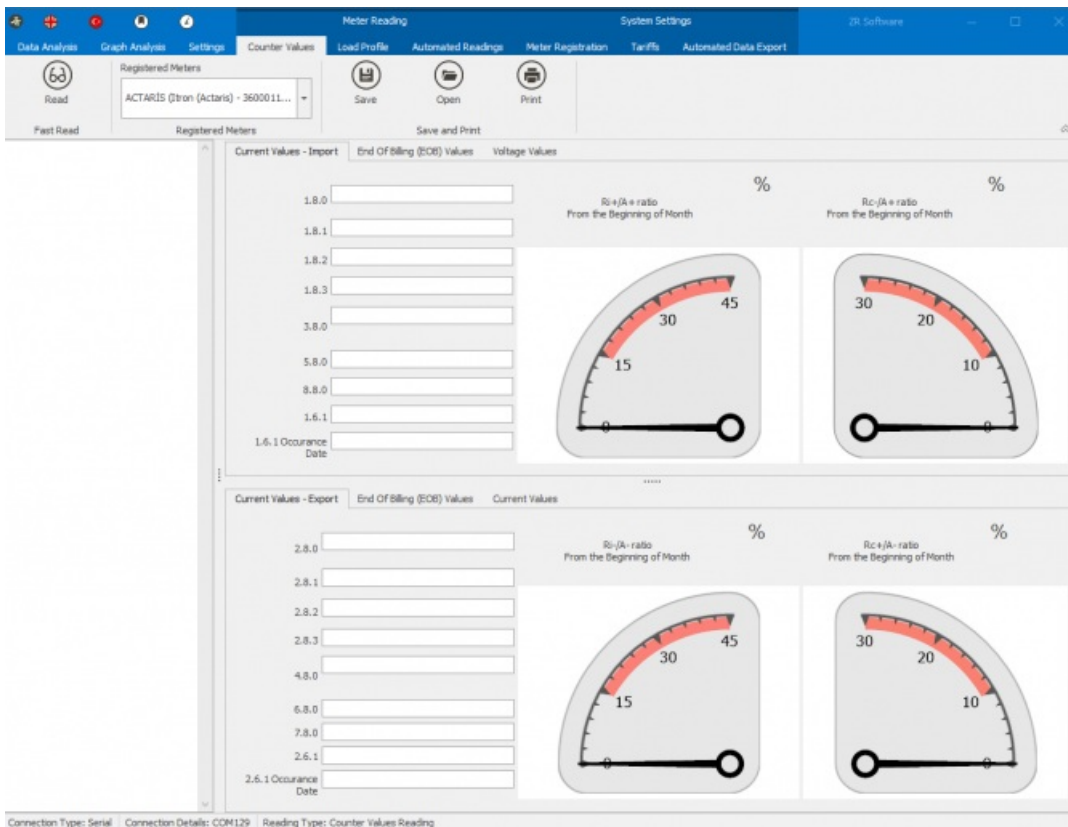 Meter Reading System Settings ZR Software
Data Analysis Graph Analysis Settings Counter Values Load Profile Automated Readings Meter Registration Tariffs Automated Data Export
Registered Meters
ACTARİS (Itron (Actaris) - 3600011...
Read Save Open Print
Fast Read Registered Meters Save and Print
Current Values - Import End Of Billing (EOB) Values Voltage Values
1.8.0
1.8.1
1.8.2
1.8.3
3.8.0
5.8.0
8.8.0
1.6.1
1.6.1 Occurance
Date
%
Ri+/A+ ratio
From the Beginning of Month
45
30
15
0
%
Rc-/A+ ratio
From the Beginning of Month
30
20
10
0
Current Values - Export End Of Billing (EOB) Values Current Values
2.8.0
2.8.1
2.8.2
2.8.3
4.8.0
6.8.0
7.8.0
2.6.1
2.6.1 Occurance
Date
%
Ri-/A- ratio
From the Beginning of Month
45
30
15
0
%
Rc+/A- ratio
From the Beginning of Month
30
20
10
0
Connection Type: Serial Connection Details: COM129 Reading Type: Counter Values Reading